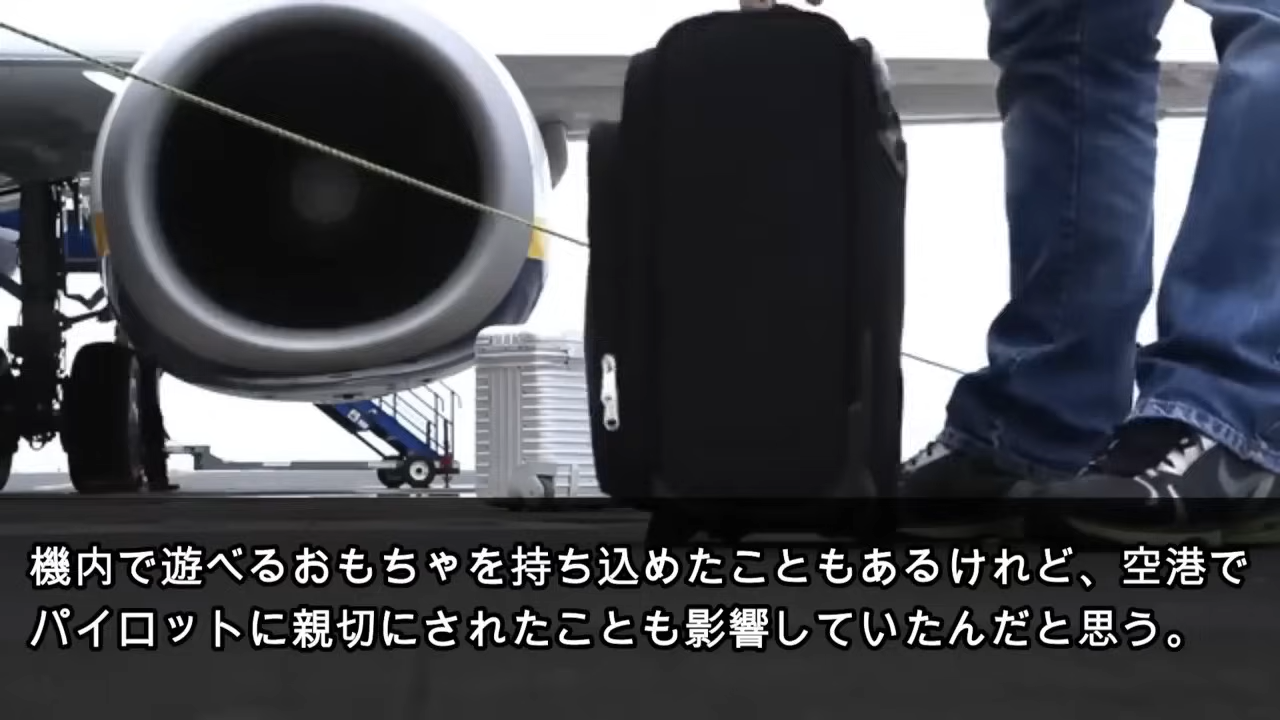 機内で遊べるおもちゃを持ち込めたこともあるけれど、空港で
パイロットに親切にされたことも影響していたんだと思う。